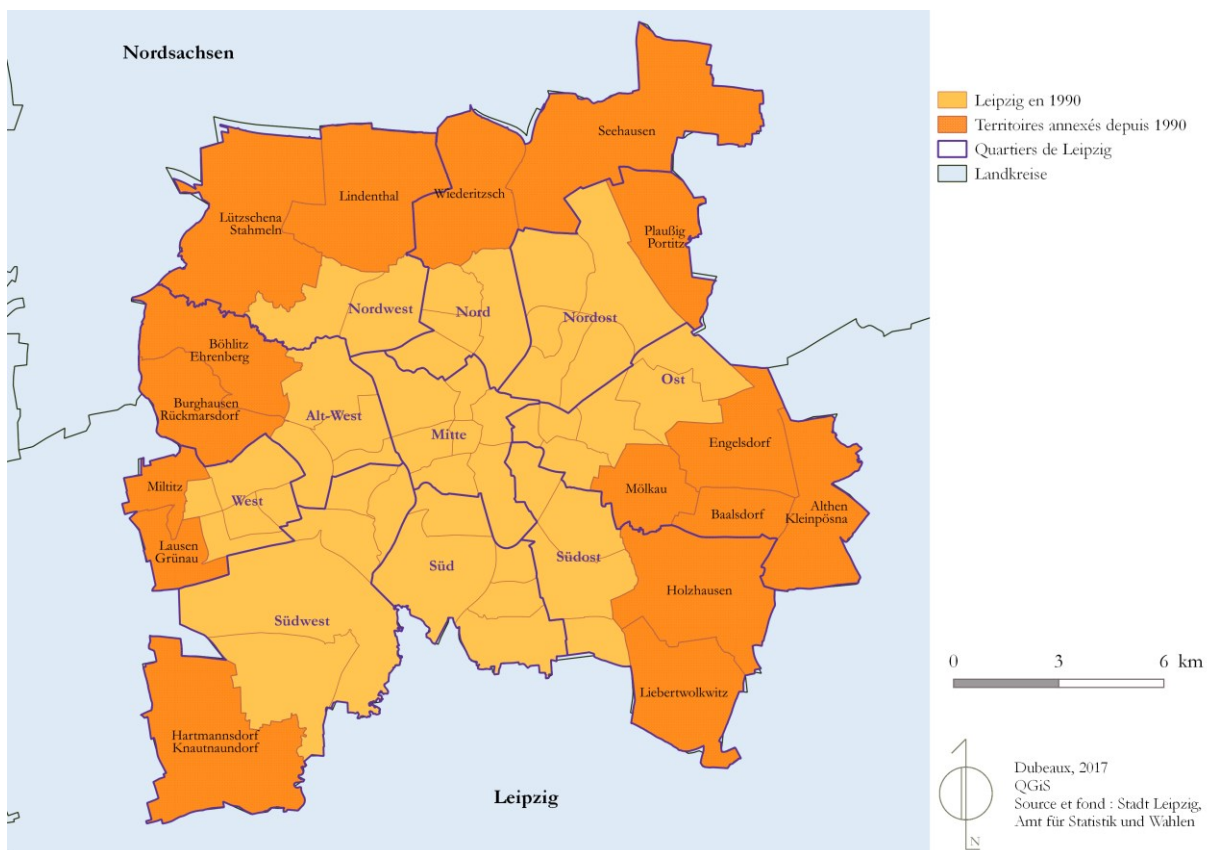 Nordsachsen
Seehausen
Leipzig en 1990
Territoires annexés depuis 1990
Quartiers de Leipzig
Landkreise
Lindenthal
Wiederitzsch
Lützschena
Stahmeln
Plaußig
Portitz
Nordwest
Nord
Nordost
Böhlitz
Ehrenberg
Ost
Burghausen
Rückmarsdorf
Alt-West
Mitte
Engelsdorf
Miltitz
West
Mölkau
Althen
Kleinpösna
Baalsdorf
Lausen
Grünau
Süd
Südost
Holzhausen
Südwest
0 3 6 km
Liebertwolkwitz
Hartmannsdorf
Knautnaundorf
Leipzig
Dubeaux, 2017
QGiS
Source et fond : Stadt Leipzig,
Amt für Statistik und Wahlen
N